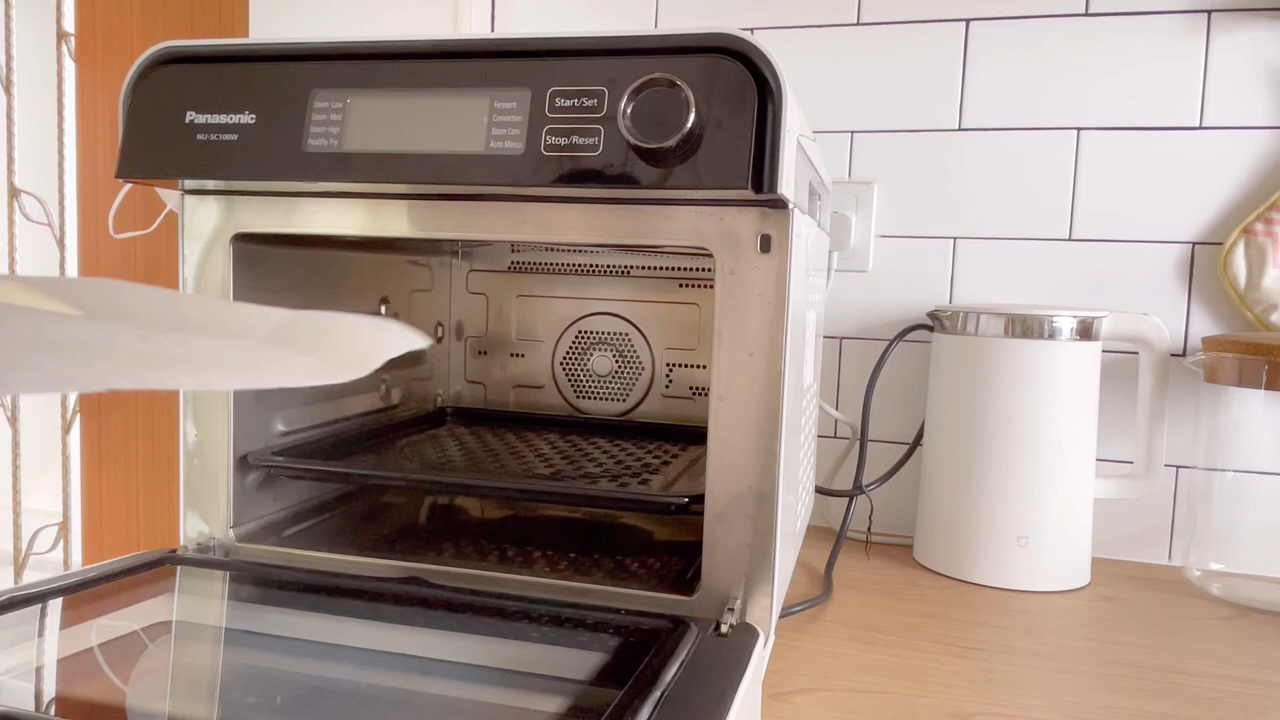 Panasonic
NU-SC100W
Steam - Low
Steam - Med
Steam - High
Healthy Fry
Ferment
Convection
Steam Conv.
Auto Menu
Start/Set
Stop/Reset